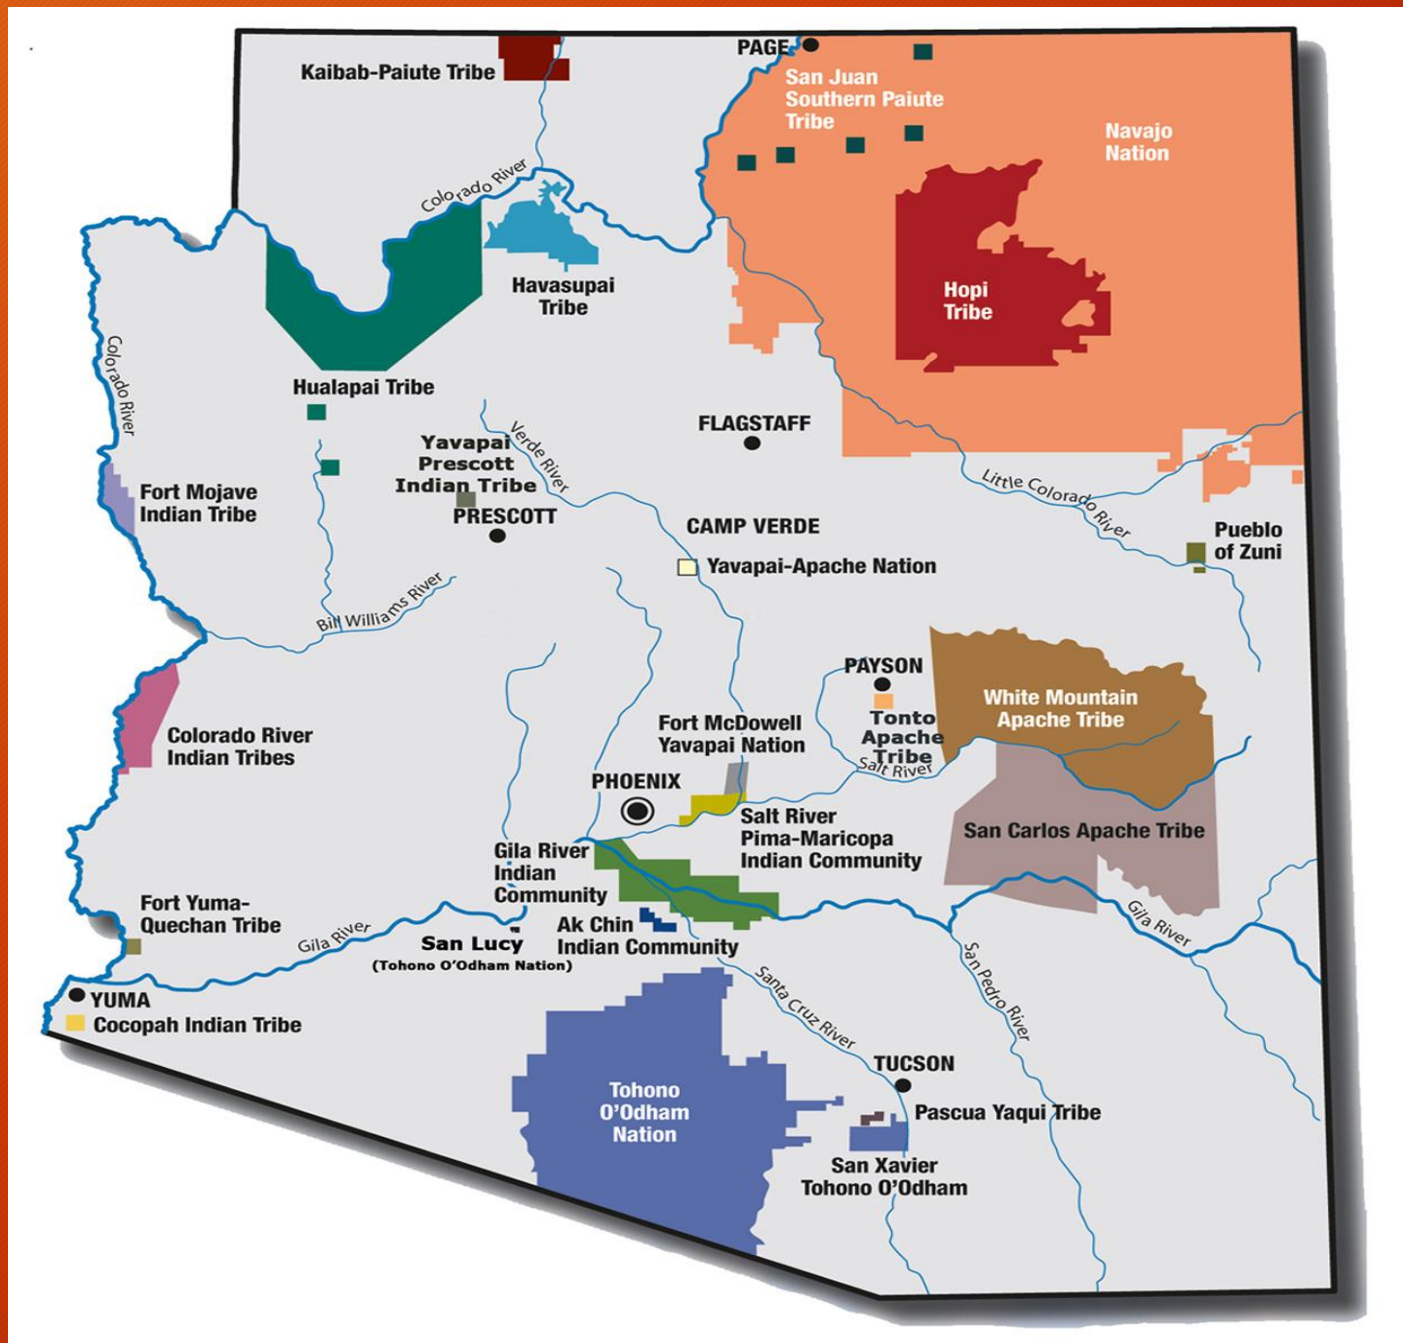 PAGE
Kaibab-Paiute Tribe
San Juan
Southern Paiute
Tribe
Navajo
Nation
Colorado River
Havasupai
Tribe
Hopi
Tribe
Colorado River
Hualapai Tribe
FLAGSTAFF
Verde River
Yavapai
Prescott
Indian Tribe
PRESCOTT
Fort Mojave
Indian Tribe
Little Colorado River
CAMP VERDE
Yavapai-Apache Nation
Pueblo
of Zuni
Bill Williams River
PAYSON
Tonto
Apache
Tribe
White Mountain
Apache Tribe
Colorado River
Indian Tribes
Fort McDowell
Yavapai Nation
Salt River
PHOENIX
Salt River
Pima-Maricopa
Indian Community
San Carlos Apache Tribe
Gila River
Indian
Community
Fort Yuma-
Quechan Tribe
Gila River
San Lucy
(Tohono O'Odham Nation)
Ak Chin
Indian Community
Gila River
San Pedro River
Santa Cruz River
YUMA
Cocopah Indian Tribe
TUCSON
Tohono
O'Odham
Nation
Pascua Yaqui Tribe
San Xavier
Tohono O'Odham